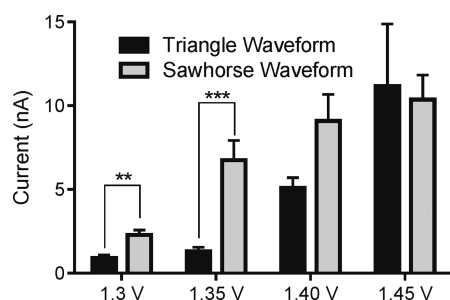 15
Triangle Waveform
Sawhorse Waveform
***
10
Current (nA)
**
5
0
1.3 V 1.35 V 1.40 V 1.45 V